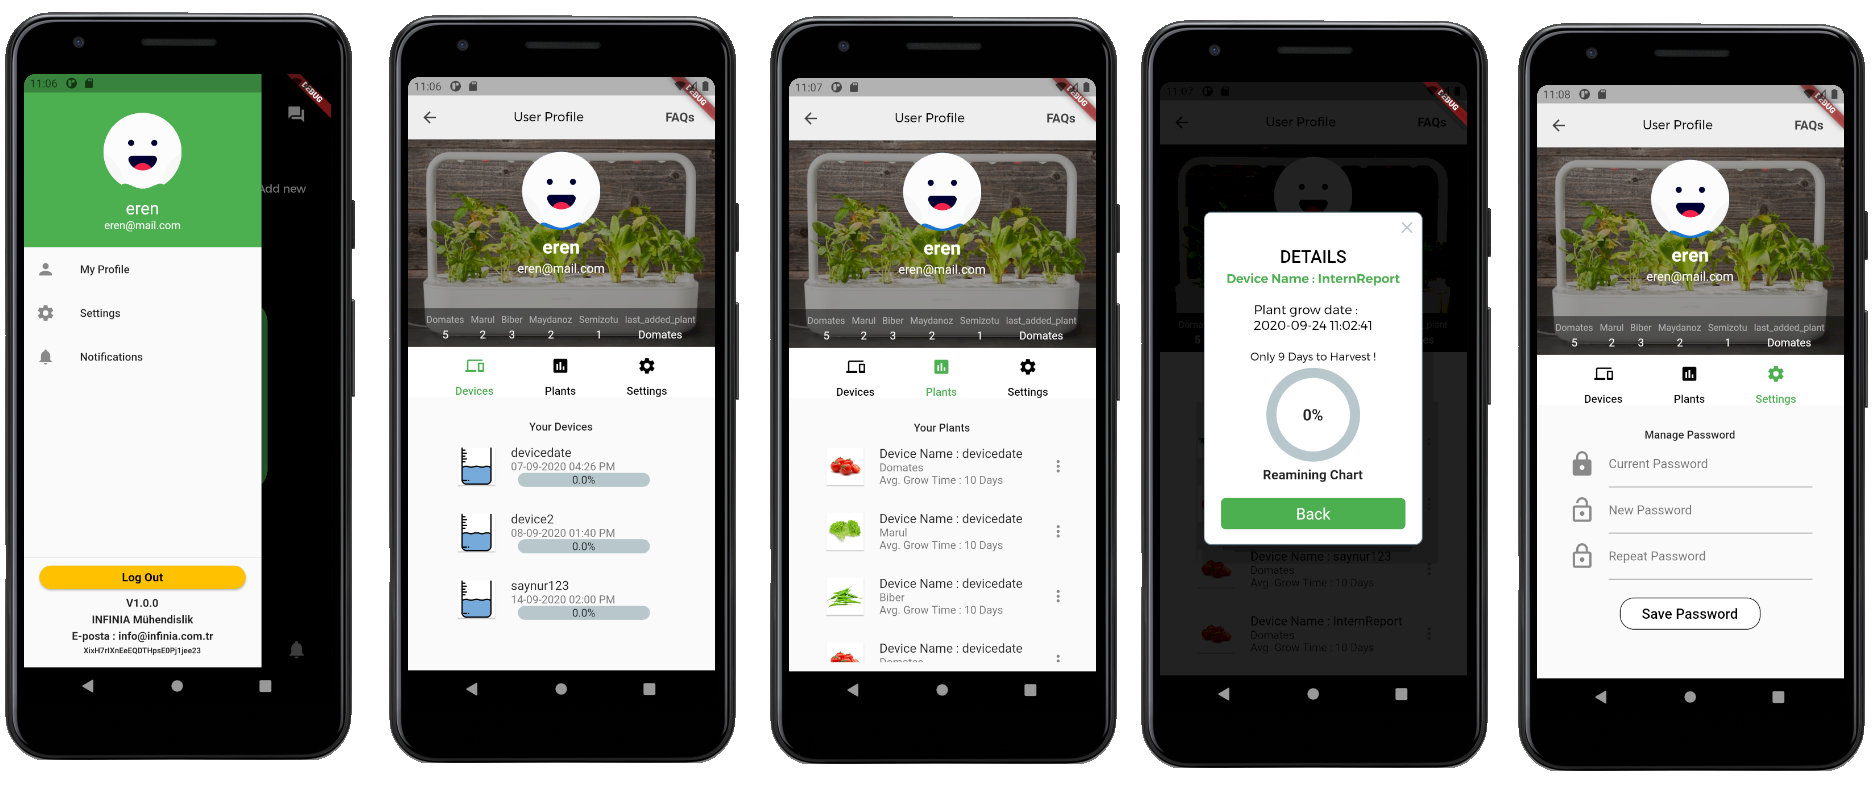 11:06
DEBUG
Add new
eren
eren@mail.com
My Profile
Settings
Notifications
Log Out
V1.0.0
INFINIA Mühendislik
E-posta : info@infinia.com.tr
11:06
DEBUG
User Profile
FAQs
eren
eren@mail.com
Domates Marul Biber Maydanoz Semizotu last_added_plant
5 2 3 2 1 Domates
Devices Plants Settings
Your Devices
devicedate
07-09-2020 04:26 PM
0.0%
device2
08-09-2020 01:40 PM
0.0%
saynur123
14-09-2020 02:00 PM
0.0%
11:07
DEBUG
User Profile
FAQs
eren
eren@mail.com
Domates Marul Biber Maydanoz Semizotu last_added_plant
5 2 3 2 1 Domates
Devices Plants Settings
Your Plants
Device Name : devicedate
Domates
Avg. Grow Time : 10 Days
Device Name : devicedate
Marul
Avg. Grow Time : 10 Days
Device Name : devicedate
Biber
Avg. Grow Time : 10 Days
Device Name : devicedate
Domates
11:07
DEBUG
User Profile
FAQs
DETAILS
Device Name : InternReport
Plant grow date :
2020-09-24 11:02:41
Only 9 Days to Harvest !
0%
Reamining Chart
Back
Device Name : saynur123
Domates
Avg. Grow Time : 10 Days
Device Name : InternReport
Domates
Avg. Grow Time : 10 Days
11:08
DEBUG
User Profile
FAQs
eren
eren@mail.com
Domates Marul Biber Maydanoz Semizotu last_added_plant
5 2 3 2 1 Domates
Devices Plants Settings
Manage Password
Current Password
New Password
Repeat Password
Save Password